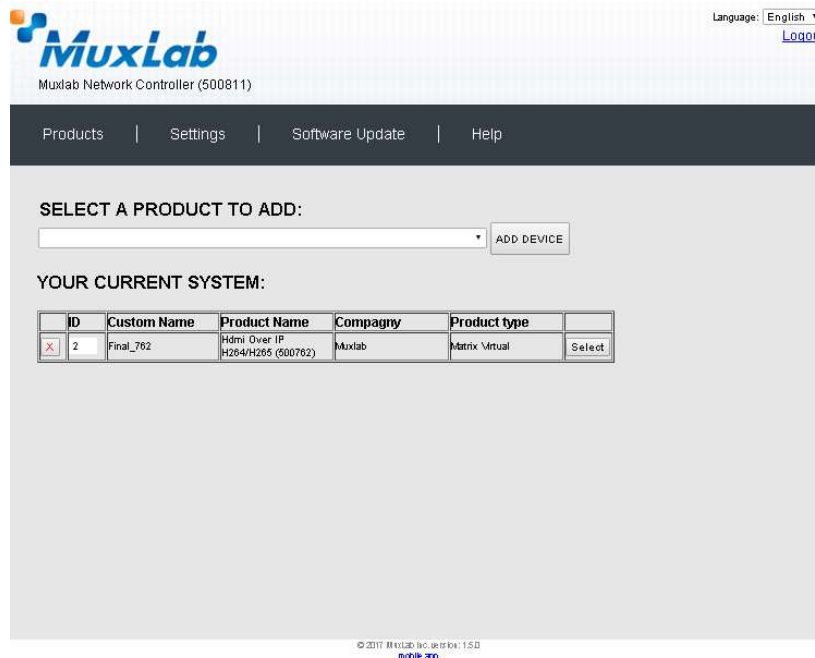 Language: English
MuxLab
Logou
Muxlab Network Controller (500811)
Products | Settings | Software Update | Help
SELECT A PRODUCT TO ADD:
ADD DEVICE
YOUR CURRENT SYSTEM:
ID Custom Name Product Name Compagny Product type
X 2 Final_762 Hdmi Over IP Muxlab Matrix Virtual Select
H264/H265 (500762)
© 2017 MuxLab Inc. version: 1.5.0
mobile app